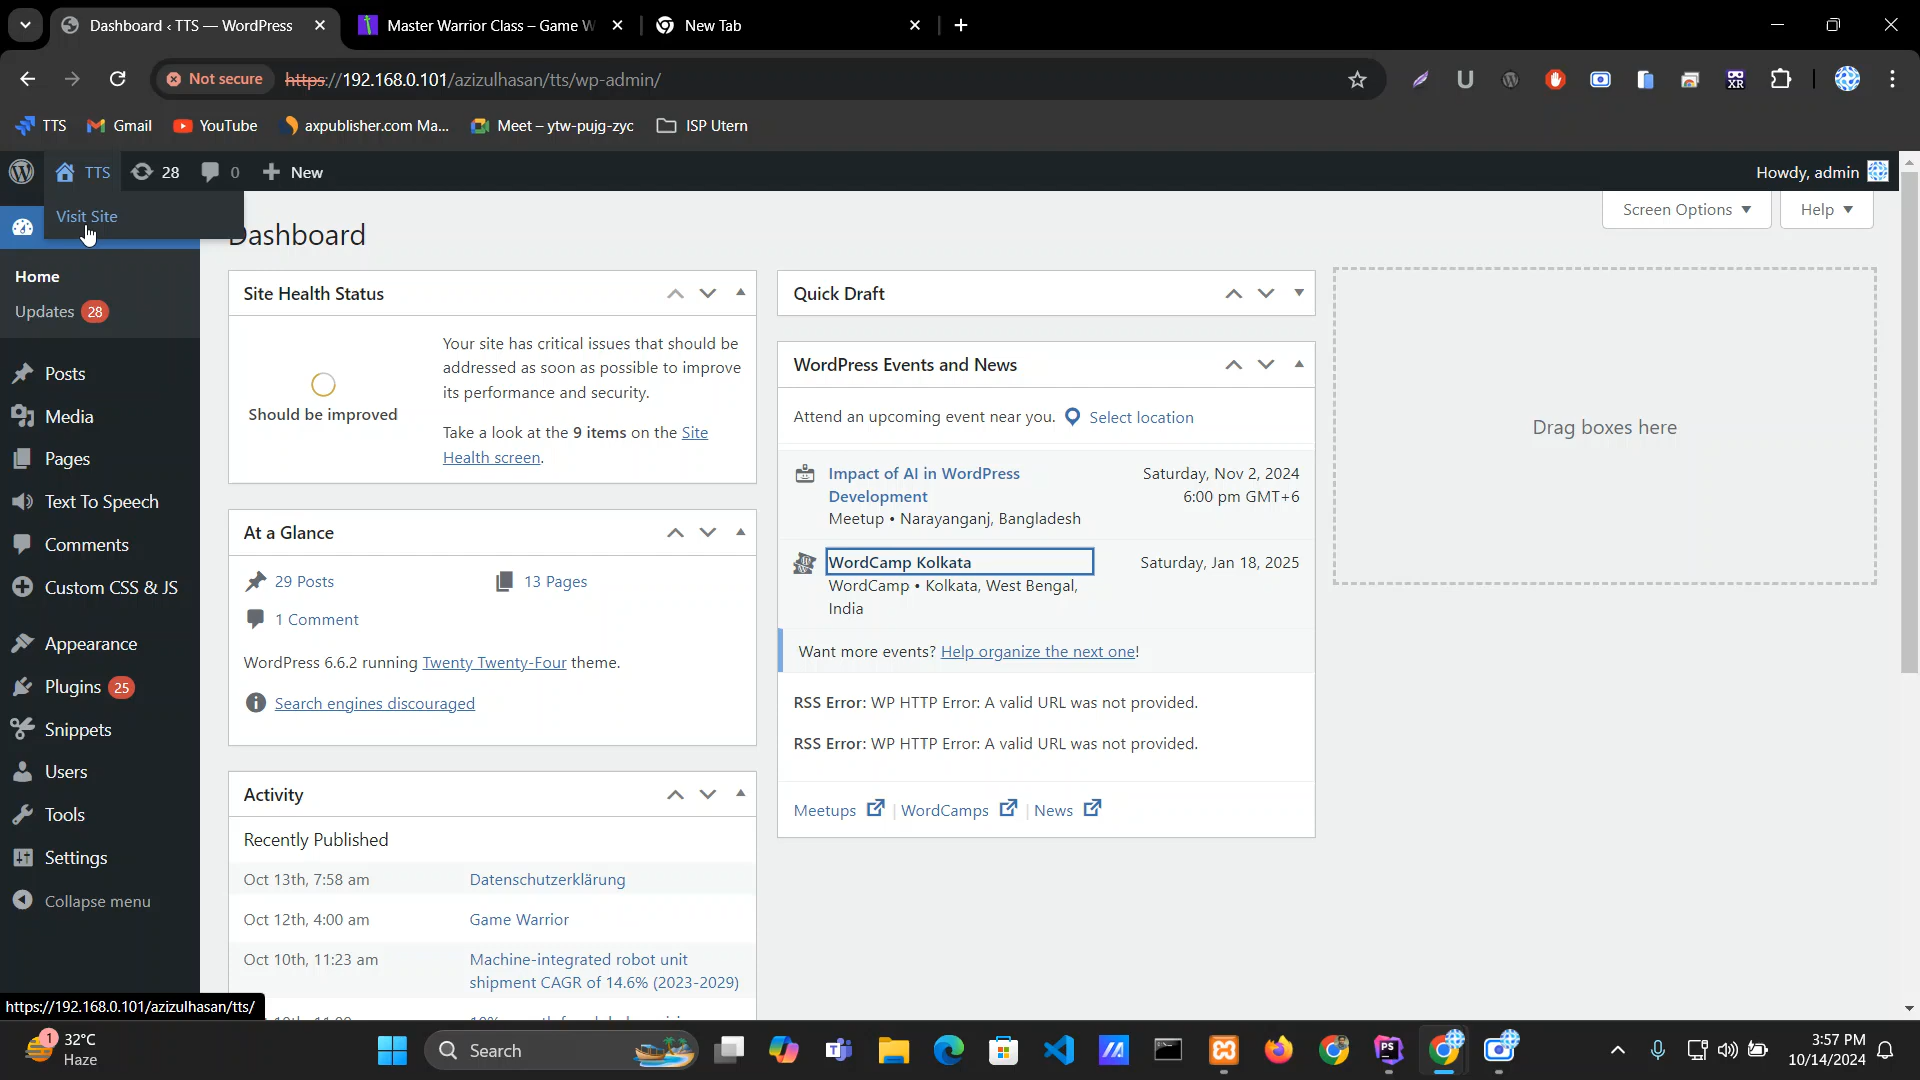 Dashboard ‹ TTS — WordPress
Master Warrior Class – Game W
New Tab
Not secure
https://192.168.0.101/azizulhasan/tts/wp-admin/
TTS
Gmail
YouTube
axpublisher.com Ma...
Meet – ytw-pujg-zyc
ISP Utern
TTS
28
0
New
Howdy, admin
Visit Site
Screen Options
Help
Dashboard
Home
Updates 28
Posts
Media
Pages
Text To Speech
Comments
Custom CSS & JS
Appearance
Plugins 25
Snippets
Users
Tools
Settings
Collapse menu
Site Health Status
Should be improved
Your site has critical issues that should be
addressed as soon as possible to improve
its performance and security.
Take a look at the 9 items on the Site
Health screen.
At a Glance
29 Posts
13 Pages
1 Comment
WordPress 6.6.2 running Twenty Twenty-Four theme.
Search engines discouraged
Activity
Recently Published
Oct 13th, 7:58 am
Datenschutzerklärung
Oct 12th, 4:00 am
Game Warrior
Oct 10th, 11:23 am
Machine-integrated robot unit
shipment CAGR of 14.6% (2023-2029)
Quick Draft
WordPress Events and News
Attend an upcoming event near you.
Select location
Impact of AI in WordPress
Development
Meetup • Narayanganj, Bangladesh
Saturday, Nov 2, 2024
6:00 pm GMT+6
WordCamp Kolkata
WordCamp • Kolkata, West Bengal,
India
Saturday, Jan 18, 2025
Want more events? Help organize the next one!
RSS Error: WP HTTP Error: A valid URL was not provided.
RSS Error: WP HTTP Error: A valid URL was not provided.
Meetups
| WordCamps
| News
Drag boxes here
https://192.168.0.101/azizulhasan/tts/
1
32°C
Haze
Search
3:57 PM
10/14/2024